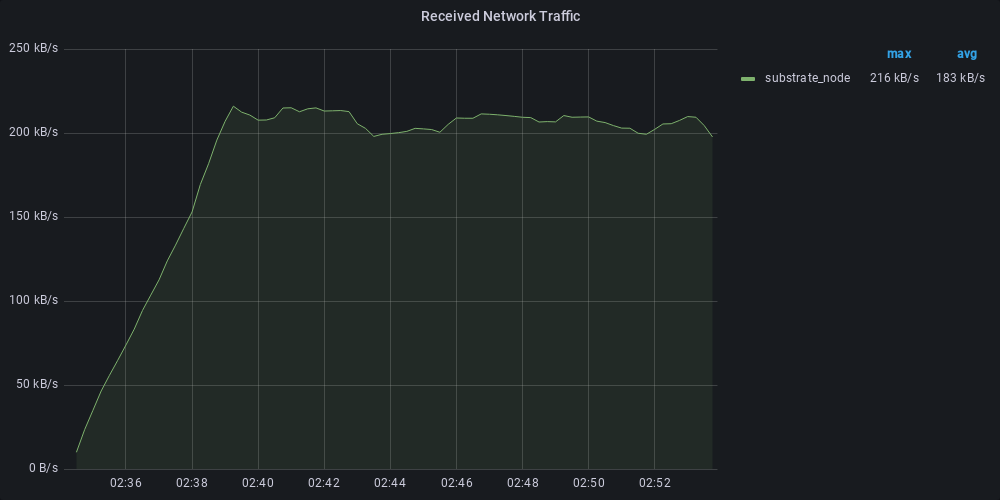 Received Network Traffic
250 kB/s
200 kB/s
150 kB/s
100 kB/s
50 kB/s
0 B/s
02:36 02:38 02:40 02:42 02:44 02:46 02:48 02:50 02:52
max avg
substrate_node 216 kB/s 183 kB/s